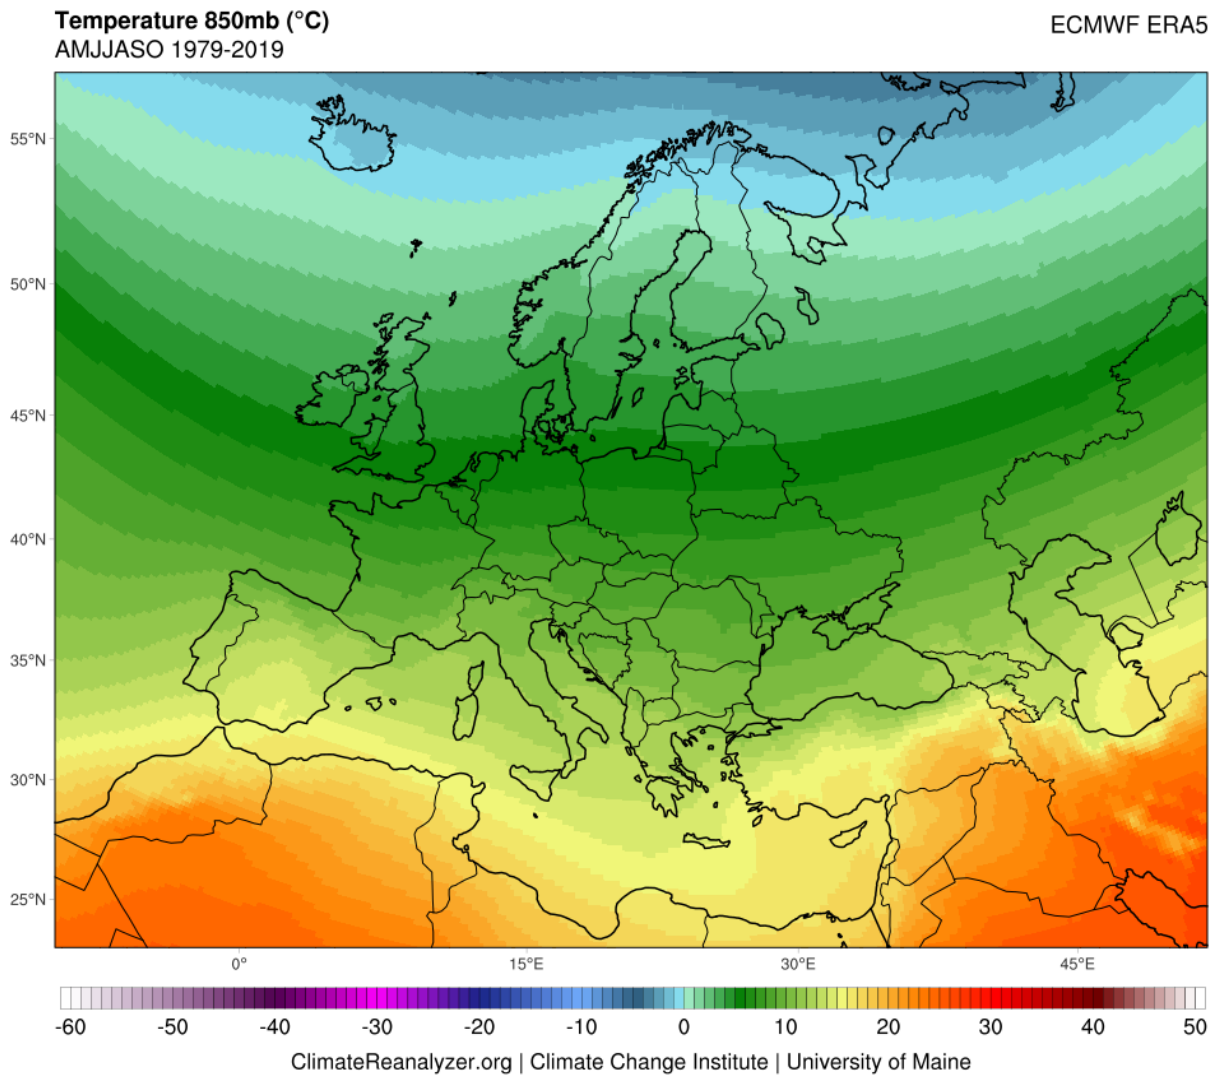 Temperature 850mb (°C)
ECMWF ERA5
AMJJASO 1979-2019
55°N
50°N
45°N
40°N
35°N
30°N
25°N
0° 15°E 30°E 45°E
-60 -50 -40 -30 -20 -10 0 10 20 30 40 50
ClimateReanalyzer.org | Climate Change Institute | University of Maine